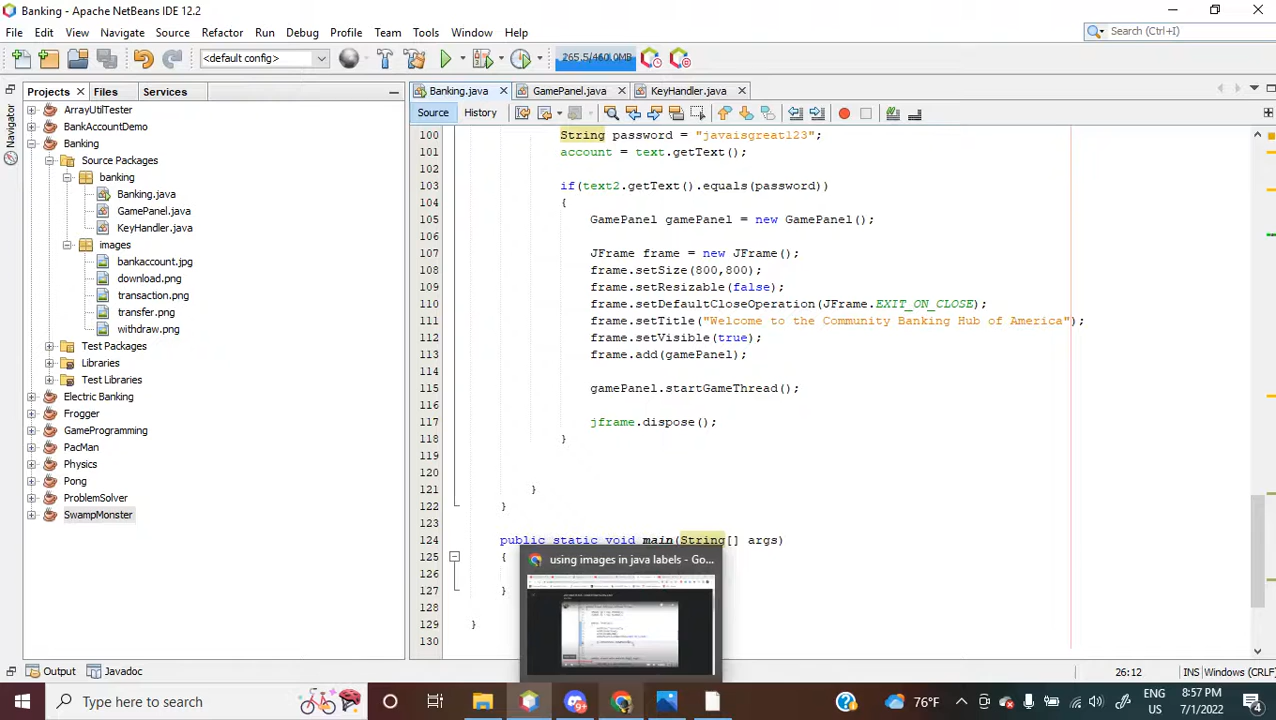 Banking - Apache NetBeans IDE 12.2
File Edit View Navigate Source Refactor Run Debug Profile Team Tools Window Help
Search (Ctrl+I)
<default config>
265.5/460.0MB
Projects Files Services
Banking.java GamePanel.java KeyHandler.java
Navigator
Source History
ArrayUtilTester
BankAccountDemo
Banking
Source Packages
banking
Banking.java
GamePanel.java
KeyHandler.java
images
bankaccount.jpg
download.png
transaction.png
transfer.png
withdraw.png
Test Packages
Libraries
Test Libraries
Electric Banking
Frogger
GameProgramming
PacMan
Physics
Pong
ProblemSolver
SwampMonster
100 String password = "javaisgreat123";
101 account = text.getText();
102
103 if(text2.getText().equals(password))
104 {
105 GamePanel gamePanel = new GamePanel();
106
107 JFrame frame = new JFrame();
108 frame.setSize(800,800);
109 frame.setResizable(false);
110 frame.setDefaultCloseOperation(JFrame.EXIT_ON_CLOSE);
111 frame.setTitle("Welcome to the Community Banking Hub of America");
112 frame.setVisible(true);
113 frame.add(gamePanel);
114
115 gamePanel.startGameThread();
116
117 jframe.dispose();
118 }
119
120
121 }
122 }
123
124 public static void main(String[] args)
125 {
126
127 }
128
129 }
130
using images in java labels - Go...
Output Javadoc
26:12 INS Windows (CRLF)
Type here to search
76°F
ENG
US
8:57 PM
7/1/2022